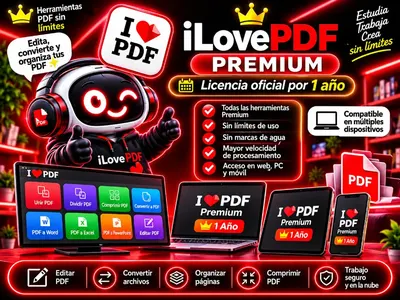 Herramientas
PDF sin
límites
Edita,
convierte y
organiza tus
PDF
I ❤ PDF
iLovePDF
PREMIUM
Licencia oficial por 1 año
Estudia
Trabaja
Crea
sin límites
Todas las herramientas
Premium
Sin límites de uso
Sin marcas de agua
Mayor velocidad
de procesamiento
Acceso en web, PC
y móvil
Compatible
en múltiples
dispositivos
iLovePDF
I ❤ PDF
Unir PDF
Dividir PDF
Comprimir PDF
Convertir a PDF
PDF a Word
PDF a Excel
PDF a PowerPoint
Editar PDF
I ❤ PDF
Premium
1 Año
I ❤ PDF
Premium
1 Año
I ❤ PDF
Premium
1 Año
PDF
Editar
PDF
Convertir
archivos
Organizar
páginas
Comprimir
PDF
Trabajo
seguro
y en la nube